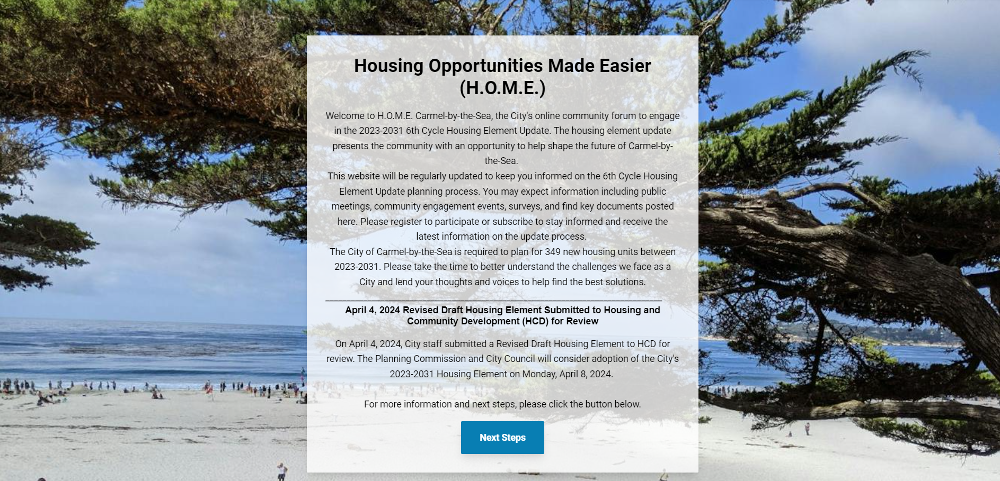 Housing Opportunities Made Easier
(H.O.M.E.)
Welcome to H.O.M.E. Carmel-by-the-Sea, the City's online community forum to engage
in the 2023-2031 6th Cycle Housing Element Update. The housing element update
presents the community with an opportunity to help shape the future of Carmel-by-
the-Sea.
This website will be regularly updated to keep you informed on the 6th Cycle Housing
Element Update planning process. You may expect information including public
meetings, community engagement events, surveys, and find key documents posted
here. Please register to participate or subscribe to stay informed and receive the
latest information on the update process.
The City of Carmel-by-the-Sea is required to plan for 349 new housing units between
2023-2031. Please take the time to better understand the challenges we face as a
City and lend your thoughts and voices to help find the best solutions.
April 4, 2024 Revised Draft Housing Element Submitted to Housing and
Community Development (HCD) for Review
On April 4, 2024, City staff submitted a Revised Draft Housing Element to HCD for
review. The Planning Commission and City Council will consider adoption of the City's
2023-2031 Housing Element on Monday, April 8, 2024.
For more information and next steps, please click the button below.
Next Steps